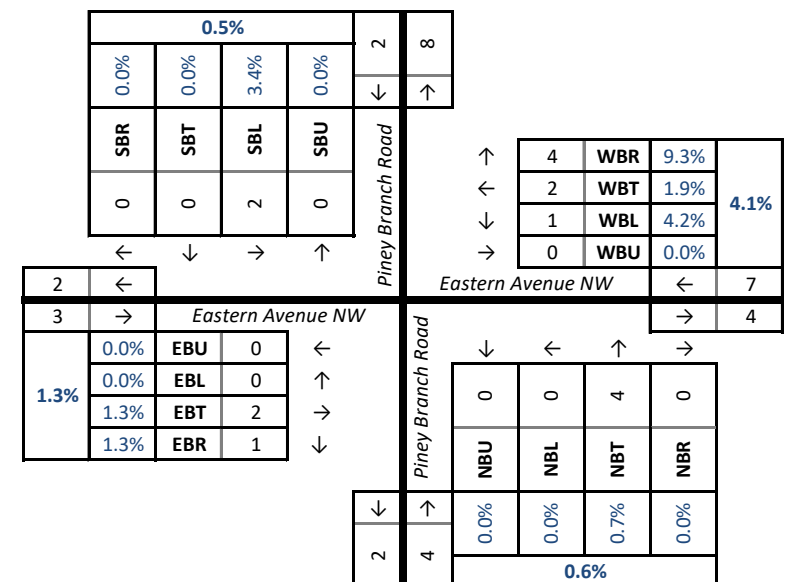 0.5%
2 8
0.0% 0.0% 3.4% 0.0%
↓ ↑
SBR SBT SBL SBU
0 0 2 0
← ↓ → ↑
Piney Branch Road
↑ 4 WBR 9.3%
← 2 WBT 1.9%
↓ 1 WBL 4.2%
→ 0 WBU 0.0%
4.1%
Eastern Avenue NW ← 7
2 ←
3 → Eastern Avenue NW
→ 4
1.3%
0.0% EBU 0 ←
0.0% EBL 0 ↑
1.3% EBT 2 →
1.3% EBR 1 ↓
Piney Branch Road
↓ ← ↑ →
0 0 4 0
NBU NBL NBT NBR
0.0% 0.0% 0.7% 0.0%
↓ ↑
2 4
0.6%